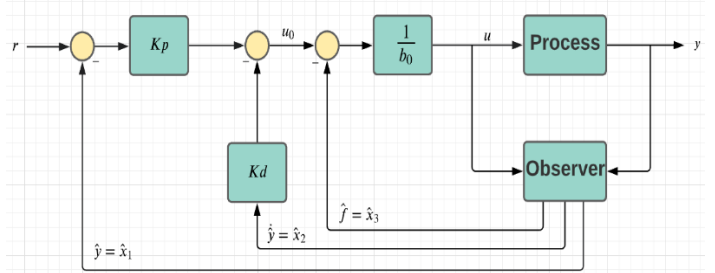 r
−
Kp
−
u₀
−
1
b₀
u
Process
y
Kd
Observer
f̂ = x̂₃
ẏ̂ = x̂₂
ŷ = x̂₁